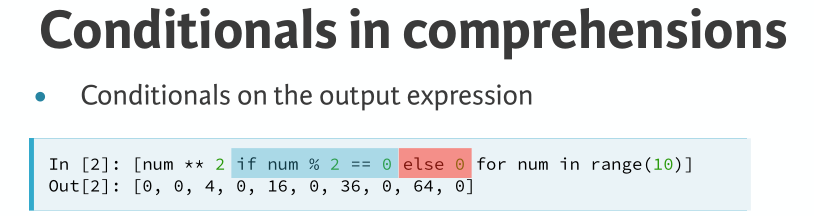 Conditionals in comprehensions
• Conditionals on the output expression
In [2]: [num ** 2 if num % 2 == 0 else 0 for num in range(10)]
Out[2]: [0, 0, 4, 0, 16, 0, 36, 0, 64, 0]